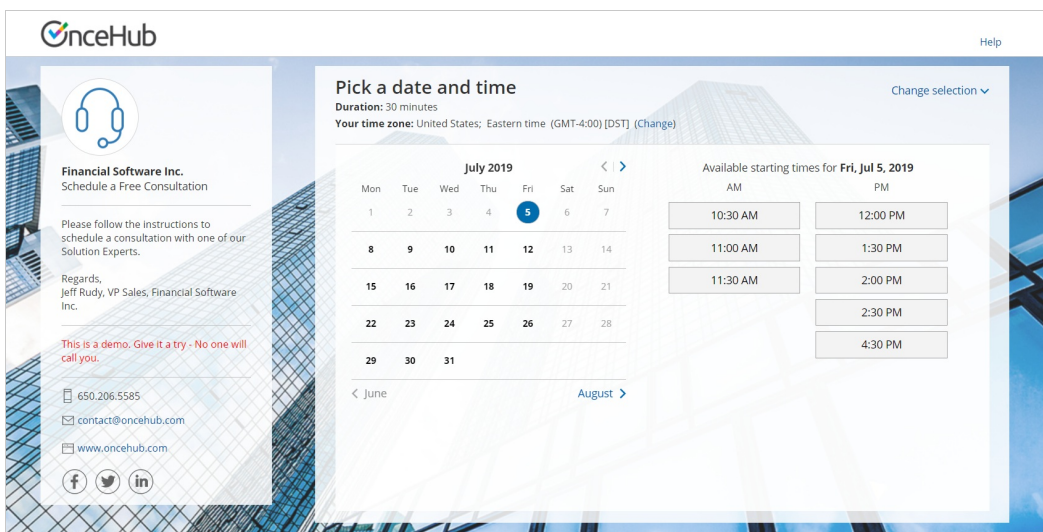 OnceHub
Help
Financial Software Inc.
Schedule a Free Consultation
Please follow the instructions to
schedule a consultation with one of our
Solution Experts.
Regards,
Jeff Rudy, VP Sales, Financial Software
Inc.
This is a demo. Give it a try - No one will
call you.
650.206.5585
contact@oncehub.com
www.oncehub.com
f in
Pick a date and time
Change selection
Duration: 30 minutes
Your time zone: United States; Eastern time (GMT-4:00) [DST] (Change)
July 2019
Mon Tue Wed Thu Fri Sat Sun
1 2 3 4 5 6 7
8 9 10 11 12 13 14
15 16 17 18 19 20 21
22 23 24 25 26 27 28
29 30 31
June August
Available starting times for Fri, Jul 5, 2019
AM PM
10:30 AM 12:00 PM
11:00 AM 1:30 PM
11:30 AM 2:00 PM
2:30 PM
4:30 PM